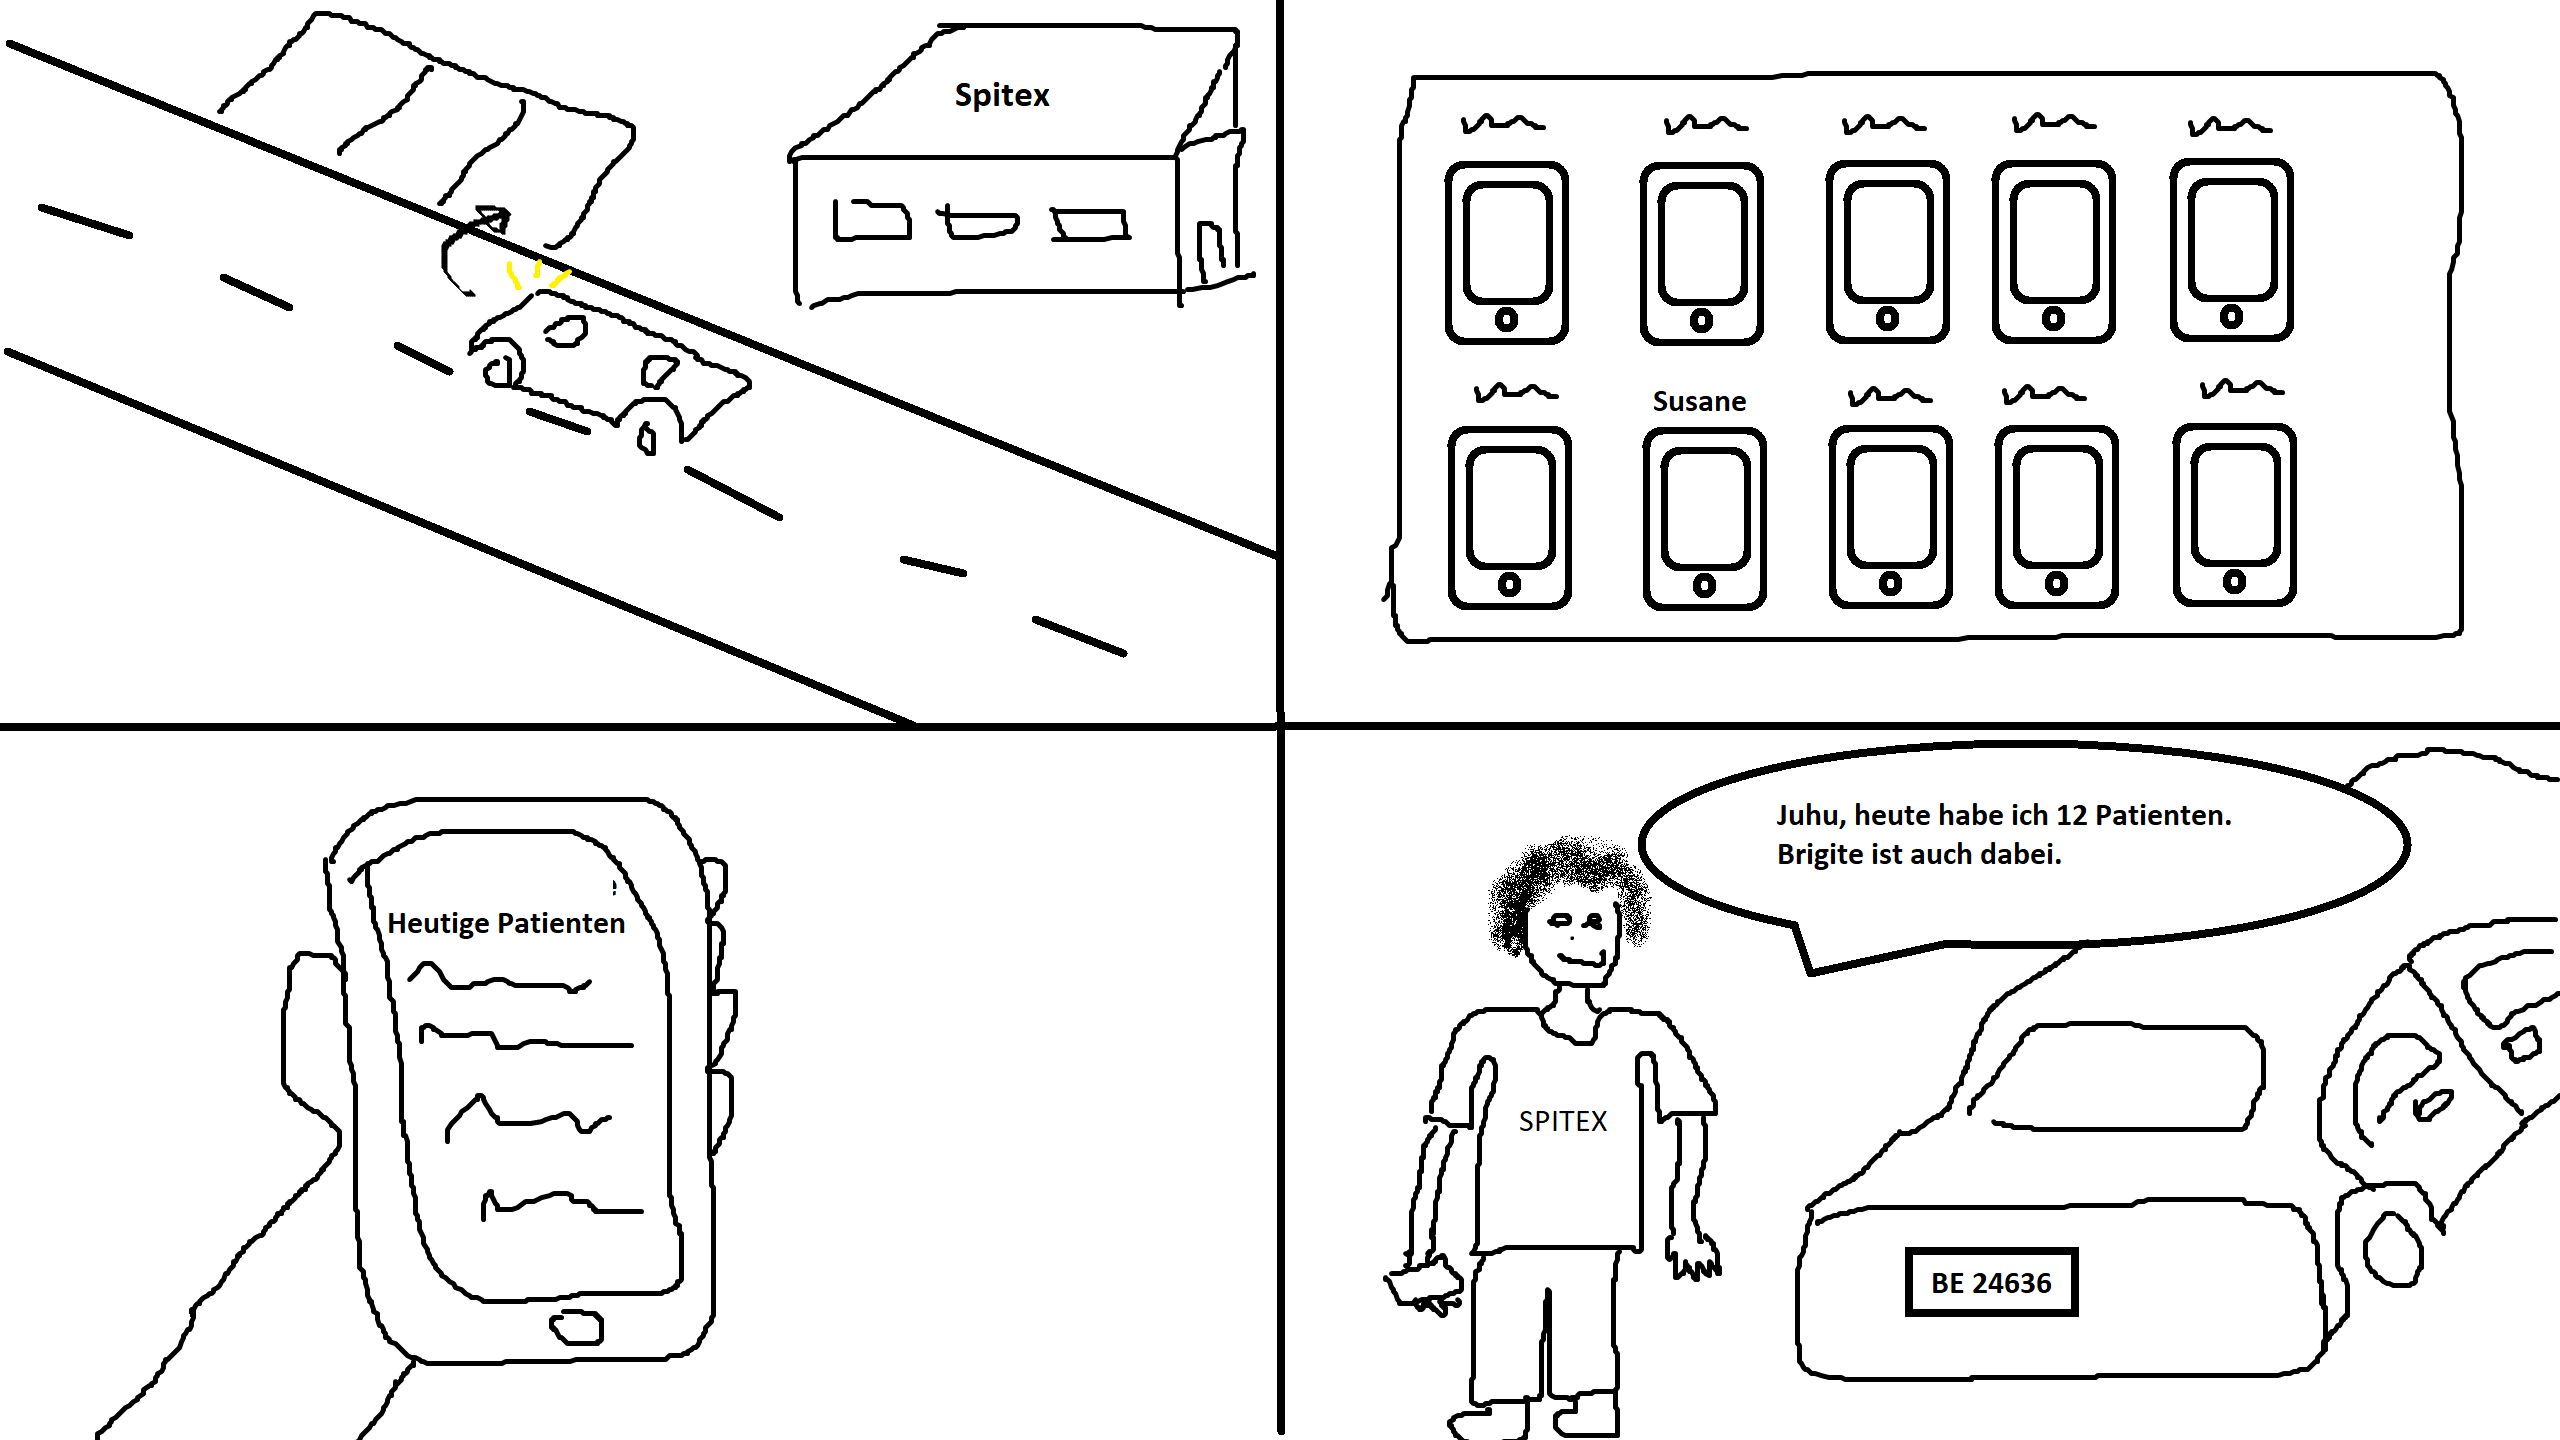 Spitex
Susane
Heutige Patienten
Juhu, heute habe ich 12 Patienten.
Brigite ist auch dabei.
SPITEX
BE 24636